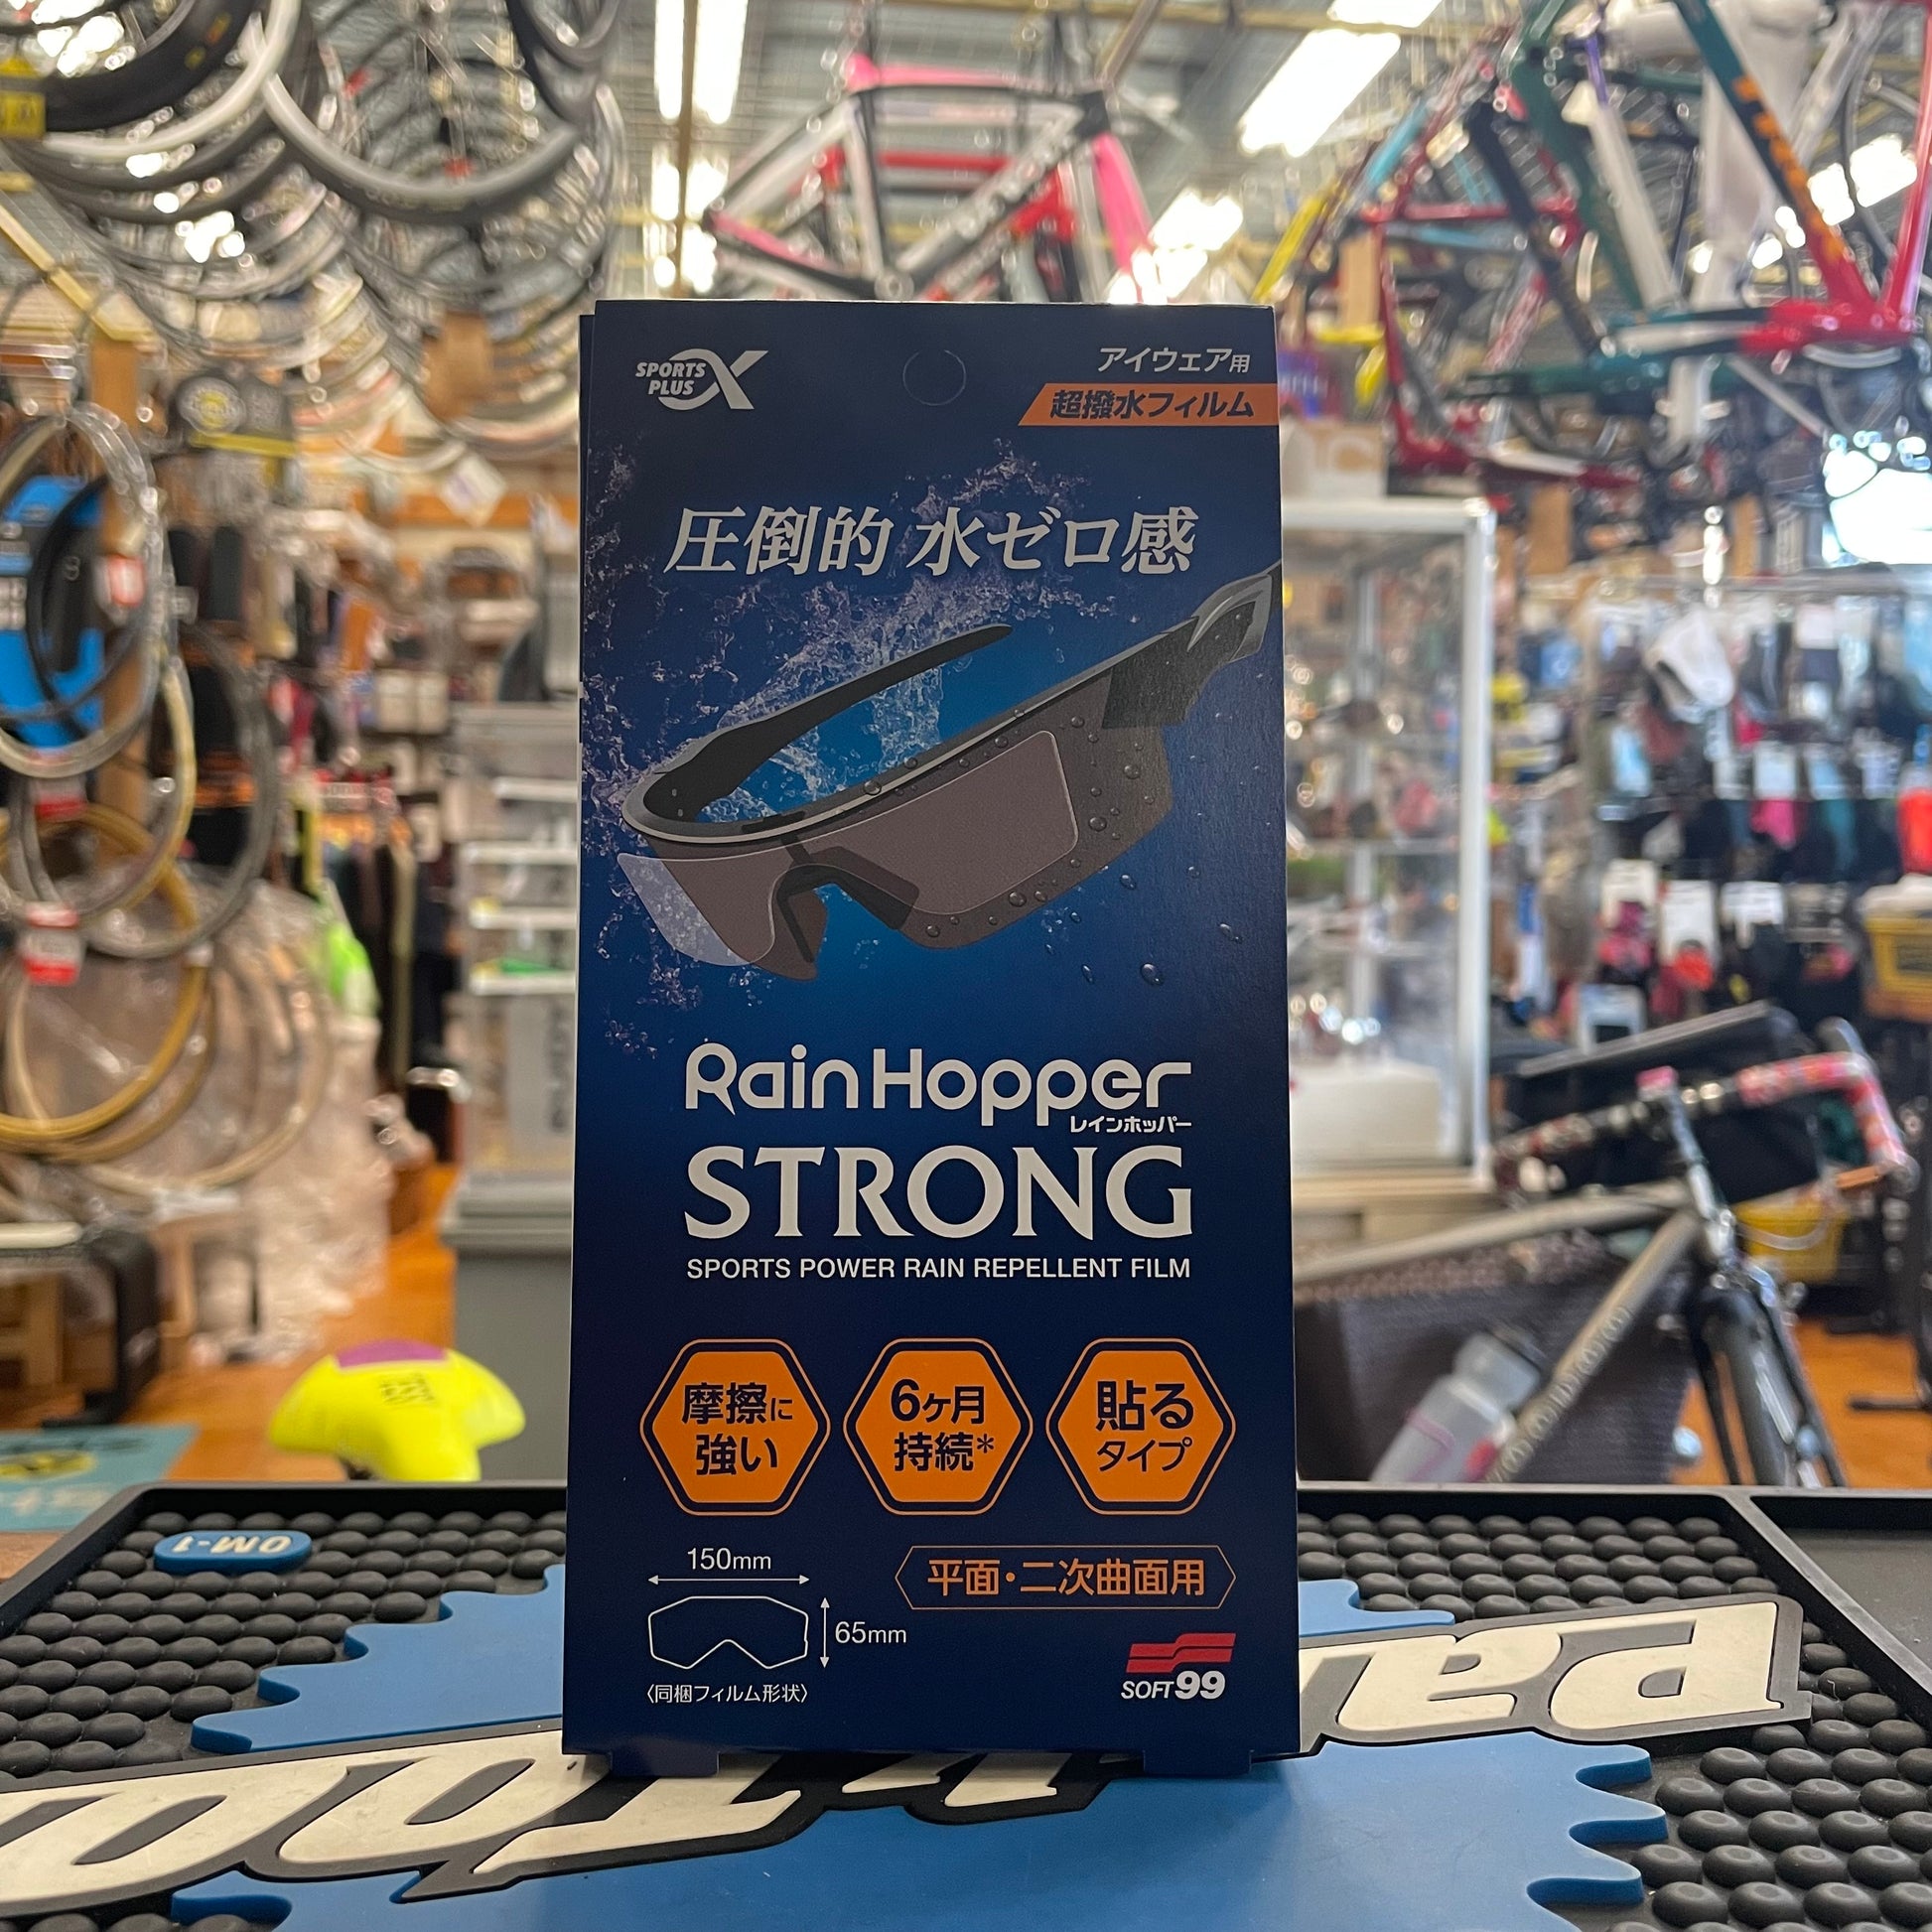 SPORTS
PLUS X
アイウェア用
超撥水フィルム
圧倒的 水ゼロ感
Rain Hopper
レインホッパー
STRONG
SPORTS POWER RAIN REPELLENT FILM
摩擦に
強い
6ヶ月
持続*
貼る
タイプ
150mm
65mm
〈同梱フィルム形状〉
平面・二次曲面用
SOFT99
OM-1
Par
Too